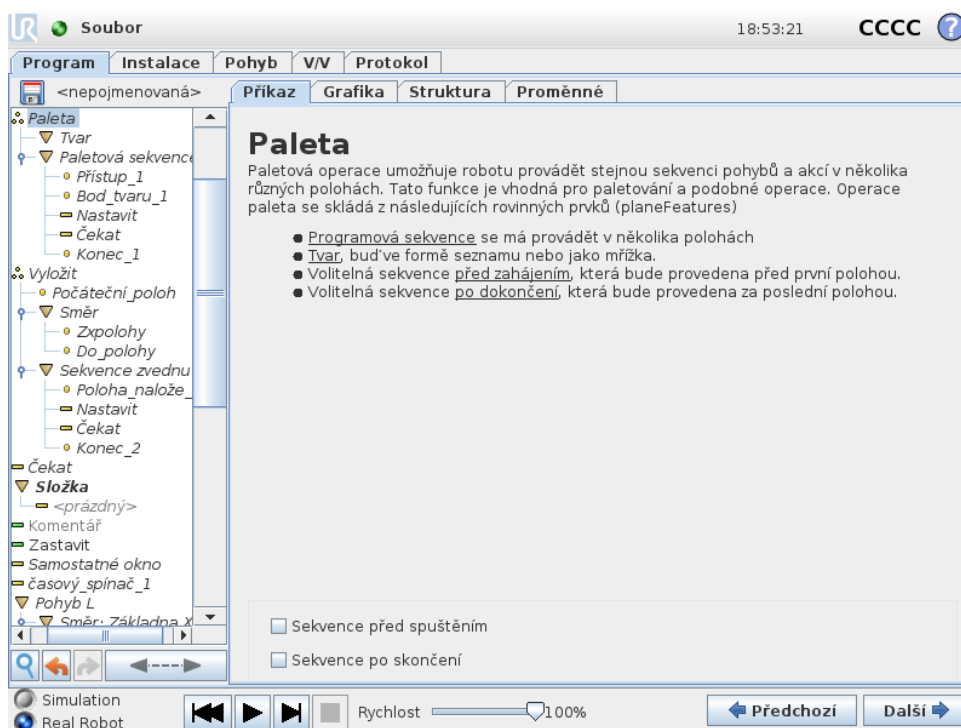 UR Soubor 18:53:21 CCCC ?
Program Instalace Pohyb V/V Protokol
<nepojmenovaná>
Příkaz Grafika Struktura Proměnné
Paleta
Tvar
Paletová sekvence
Přístup_1
Bod_tvaru_1
Nastavit
Čekat
Konec_1
Vyložit
Počáteční_poloh
Směr
Zxpolohy
Do_polohy
Sekvence zvednu
Poloha_nalože_
Nastavit
Čekat
Konec_2
Čekat
Složka
<prázdný>
Komentář
Zastavit
Samostatné okno
časový_spínač_1
Pohyb L
Směr: Základna X
Paleta
Paletová operace umožňuje robotu provádět stejnou sekvenci pohybů a akcí v několika
různých polohách. Tato funkce je vhodná pro paletování a podobné operace. Operace
paleta se skládá z následujících rovinných prvků (planeFeatures)
Programová sekvence se má provádět v několika polohách
Tvar, buď've formě seznamu nebo jako mřížka.
Volitelná sekvence před zahájením, která bude provedena před první polohou.
Volitelná sekvence po dokončení, která bude provedena za poslední polohou.
Sekvence před spuštěním
Sekvence po skončení
Simulation
Real Robot
Rychlost 100%
Předchozí Další